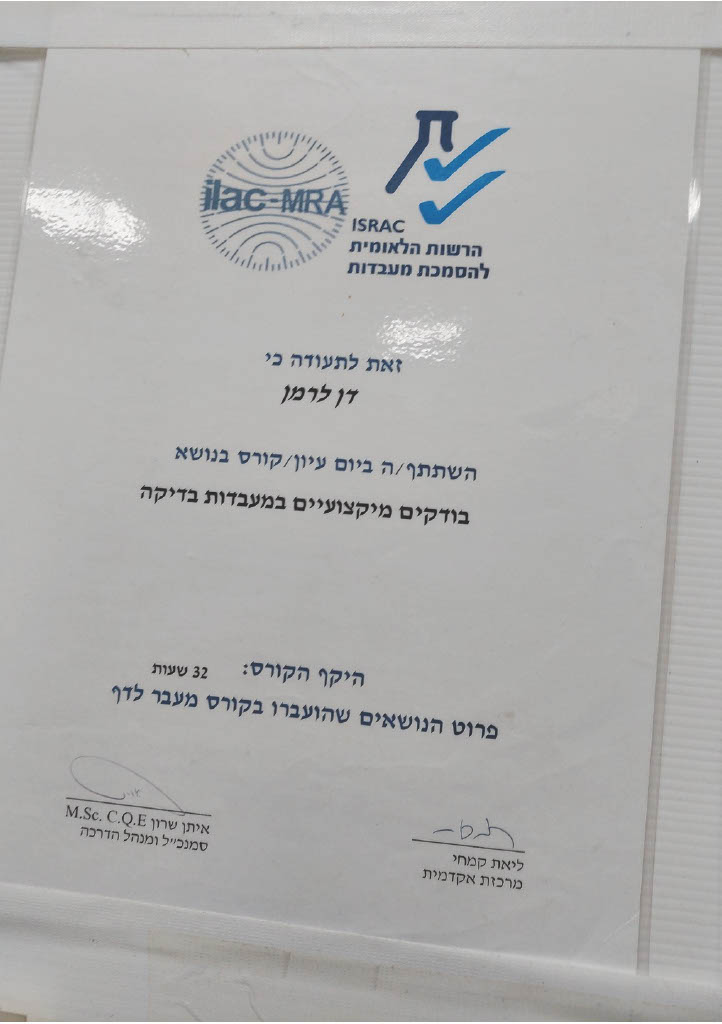 ilac-MRA
ISRAC
הרשות הלאומית
להסמכת מעבדות
זאת לתעודה כי
דן לרמן
השתתף/ה ביום עיון/קורס בנושא
בודקים מיקצועיים במעבדות בדיקה
היקף הקורס: 32 שעות
פרוט הנושאים שהועברו בקורס מעבר לדף
איתן שרון M.Sc. C.Q.E
סמנכ״ל ומנהל הדרכה
ליאת קמחי
מרכזת אקדמית